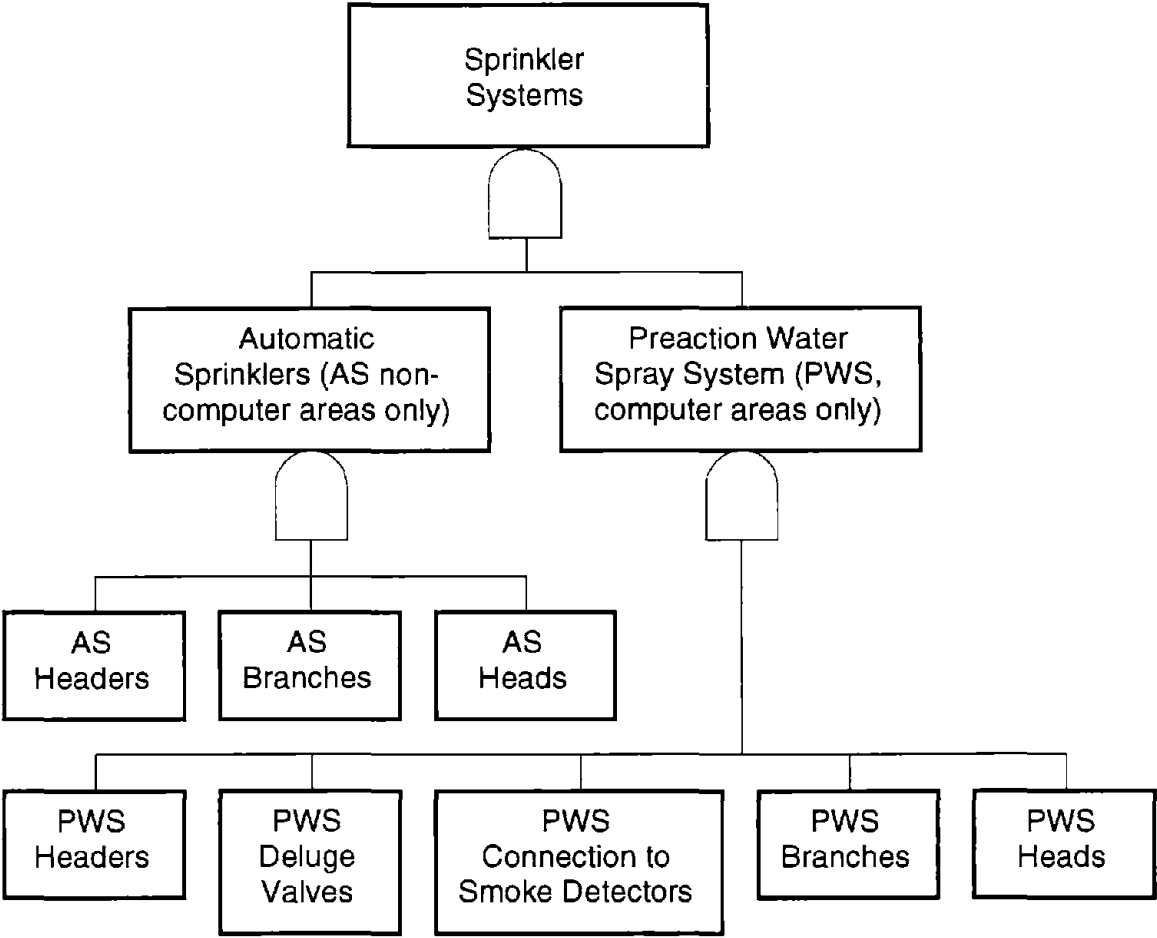 Sprinkler
Systems
Automatic
Sprinklers (AS non-
computer areas only)
Preaction Water
Spray System (PWS,
computer areas only)
AS
Headers
AS
Branches
AS
Heads
PWS
Headers
PWS
Deluge
Valves
PWS
Connection to
Smoke Detectors
PWS
Branches
PWS
Heads